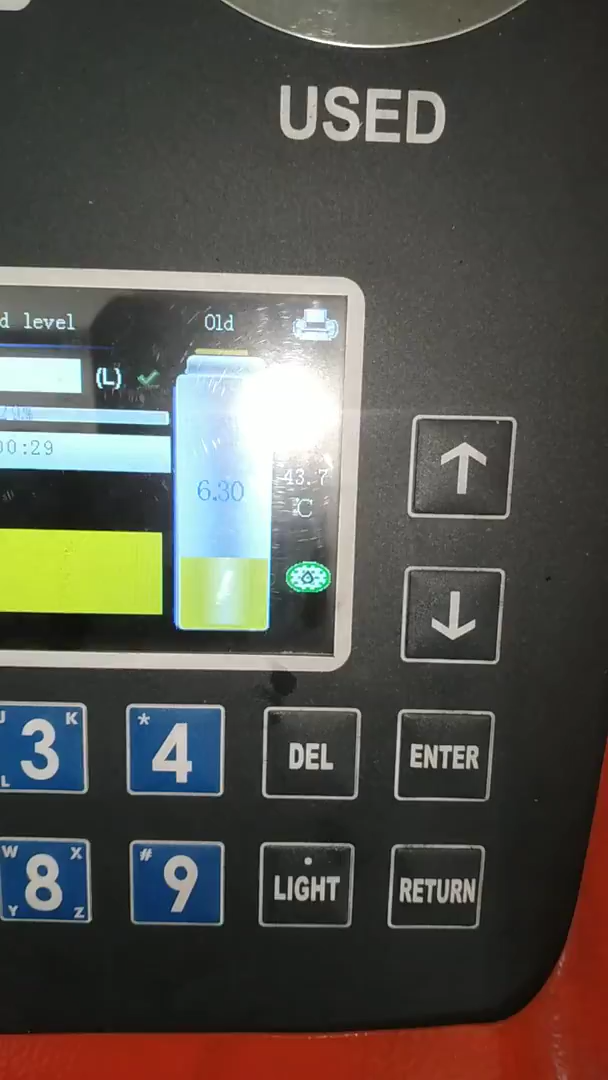 USED
d level
Old
(L)
00:29
6.30
43.7
℃
J
K
3
L
*
4
DEL
ENTER
W
X
8
Y
Z
#
9
LIGHT
RETURN